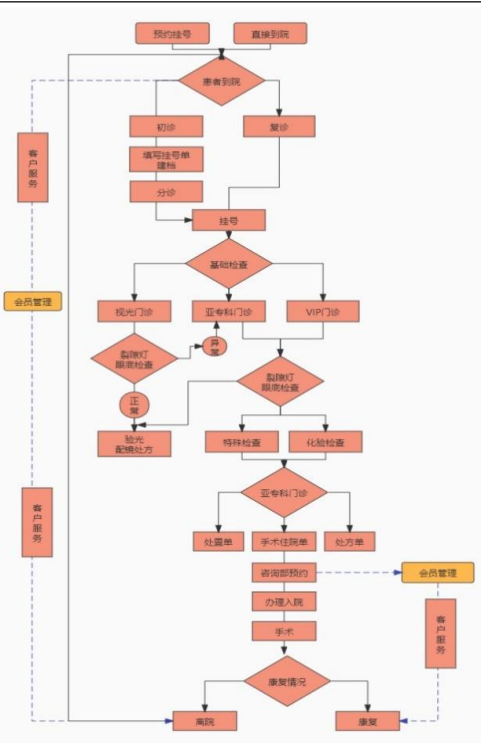 预约挂号
直接到院
患者到院
初诊
复诊
填写挂号单
建档
分诊
挂号
客
户
服
务
会员管理
基础检查
视光门诊
亚专科门诊
VIP门诊
裂隙灯
眼底检查
异
常
裂隙灯
眼底检查
正
常
验光
配镜处方
特殊检查
化验检查
亚专科门诊
客
户
服
务
处置单
手术住院单
处方单
咨询部预约
会员管理
办理入院
客
户
服
务
手术
康复情况
离院
康复